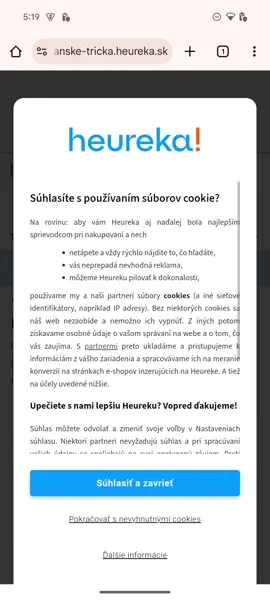 5:19
anske-tricka.heureka.sk
1
heureka!
Súhlasíte s používaním súborov cookie?
Na rovinu: aby vám Heureka aj naďalej bola najlepším
sprievodcom pri nakupovaní a nech
netápete a vždy rýchlo nájdite to, čo hľadáte,
vás neprepadá nevhodná reklama,
môžeme Heureku pilovať k dokonalosti,
používame my a naši partneri súbory cookies (a iné sieťové
identifikátory, napríklad IP adresy). Bez niektorých cookies sa
náš web nezaobíde a nemožno ich vypnúť. Z iných potom
získavame osobné údaje o vašom správaní na webe a o tom, čo
vás zaujíma. S partnermi preto ukladáme a pristupujeme k
informáciám z vášho zariadenia a spracovávame ich na meranie
konverzií na stránkach e-shopov inzerujúcich na Heureke. A tiež
na účely uvedené nižšie.
Upečiete s nami lepšiu Heureku? Vopred ďakujeme!
Súhlas môžete odvolať a zmeniť svoje voľby v Nastaveniach
súhlasu. Niektorí partneri nevyžadujú súhlas a pri spracúvaní
Súhlasiť a zavrieť
Pokračovať s nevyhnutnými cookies
Ďalšie informácie